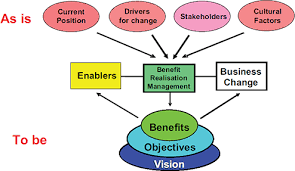 As is
Current
Position
Drivers
for change
Stakeholders
Cultural
Factors
Enablers
Benefit
Realisation
Management
Business
Change
To be
Benefits
Objectives
Vision